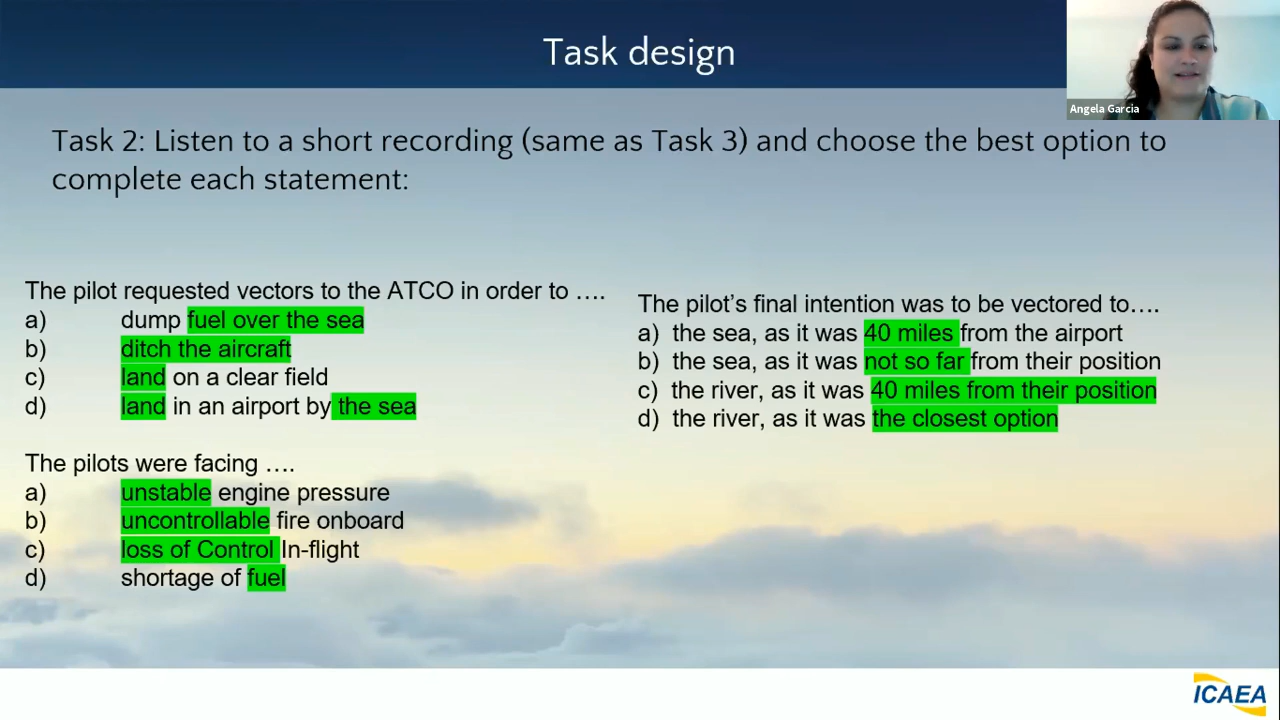 Task design
Angela Garcia
Task 2: Listen to a short recording (same as Task 3) and choose the best option to
complete each statement:
The pilot requested vectors to the ATCO in order to ….
a) dump fuel over the sea
b) ditch the aircraft
c) land on a clear field
d) land in an airport by the sea
The pilots were facing ….
a) unstable engine pressure
b) uncontrollable fire onboard
c) loss of Control In-flight
d) shortage of fuel
The pilot’s final intention was to be vectored to….
a) the sea, as it was 40 miles from the airport
b) the sea, as it was not so far from their position
c) the river, as it was 40 miles from their position
d) the river, as it was the closest option
ICAEA